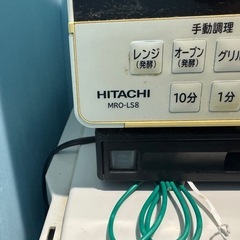 手動調理
レンジ オーブン グリル
(発酵) (発酵)
HITACHI
MRO-LS8
10分 1分